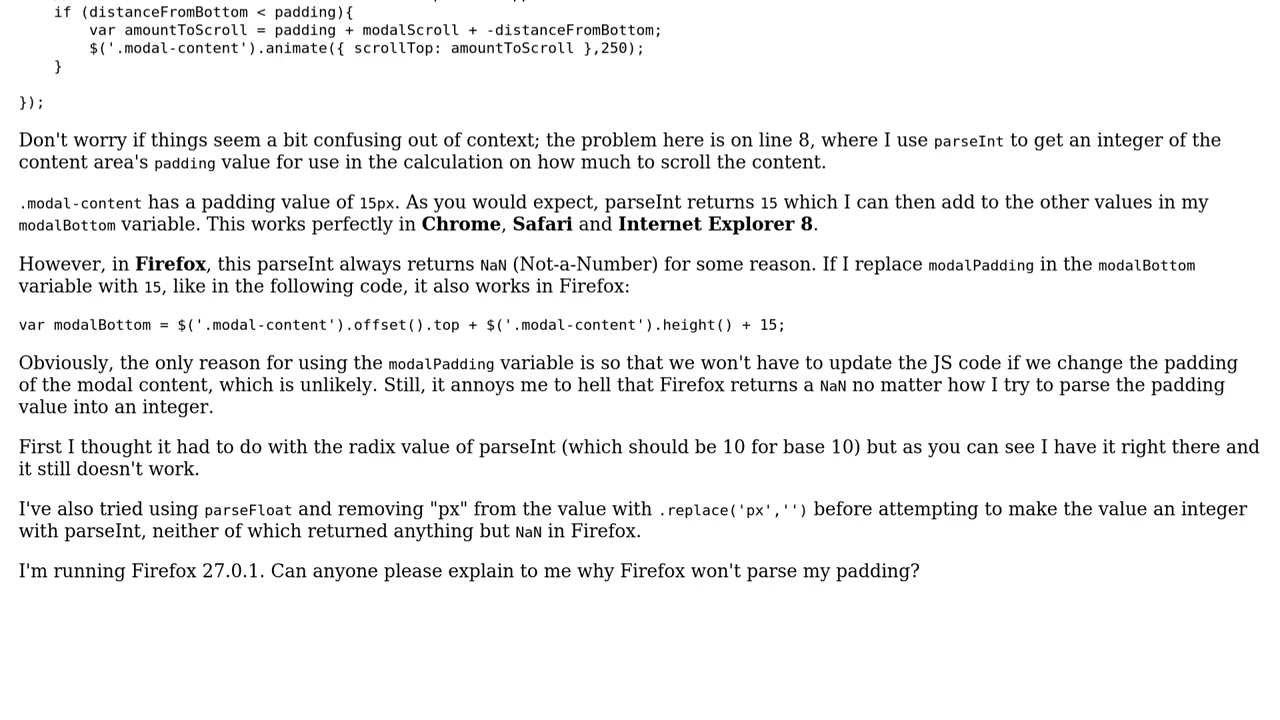 if (distanceFromBottom < padding){
var amountToScroll = padding + modalScroll + -distanceFromBottom;
$('.modal-content').animate({ scrollTop: amountToScroll },250);
}
});
Don't worry if things seem a bit confusing out of context; the problem here is on line 8, where I use parseInt to get an integer of the
content area's padding value for use in the calculation on how much to scroll the content.
.modal-content has a padding value of 15px. As you would expect, parseInt returns 15 which I can then add to the other values in my
modalBottom variable. This works perfectly in Chrome, Safari and Internet Explorer 8.
However, in Firefox, this parseInt always returns NaN (Not-a-Number) for some reason. If I replace modalPadding in the modalBottom
variable with 15, like in the following code, it also works in Firefox:
var modalBottom = $('.modal-content').offset().top + $('.modal-content').height() + 15;
Obviously, the only reason for using the modalPadding variable is so that we won't have to update the JS code if we change the padding
of the modal content, which is unlikely. Still, it annoys me to hell that Firefox returns a NaN no matter how I try to parse the padding
value into an integer.
First I thought it had to do with the radix value of parseInt (which should be 10 for base 10) but as you can see I have it right there and
it still doesn't work.
I've also tried using parseFloat and removing "px" from the value with .replace('px','') before attempting to make the value an integer
with parseInt, neither of which returned anything but NaN in Firefox.
I'm running Firefox 27.0.1. Can anyone please explain to me why Firefox won't parse my padding?